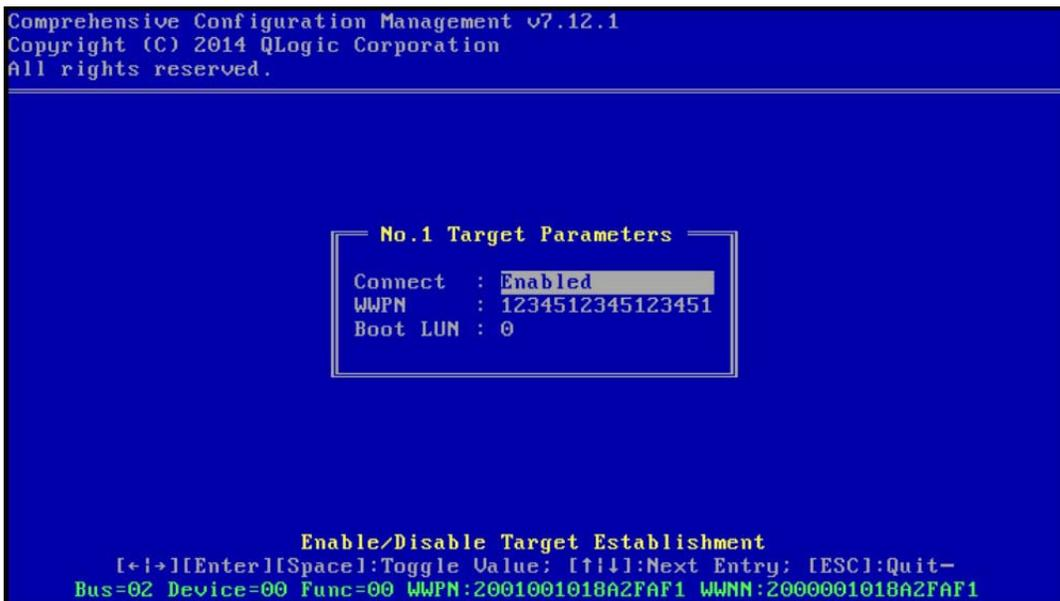 Comprehensive Configuration Management v7.12.1
Copyright (C) 2014 QLogic Corporation
All rights reserved.
No.1 Target Parameters
Connect : Enabled
WWPN : 1234512345123451
Boot LUN : 0
Enable/Disable Target Establishment
[←|→][Enter][Space]:Toggle Value; [↑|↓]:Next Entry; [ESC]:Quit
Bus=02 Device=00 Func=00 WWPN:2001001018A2FAF1 WWNN:2000001018A2FAF1